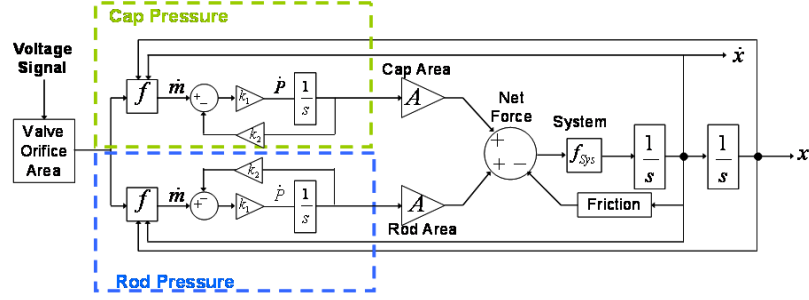 Cap Pressure
Voltage
Signal
Valve
Orifice
Area
f
ṁ
+
−
k₁
Ṗ
1
s
k₂
Cap Area
A
Net
Force
+
+
−
System
f_Sys
1
s
1
s
ẋ
x
Friction
f
ṁ
+
−
k₁
Ṗ
1
s
k₂
A
Rod Area
Rod Pressure